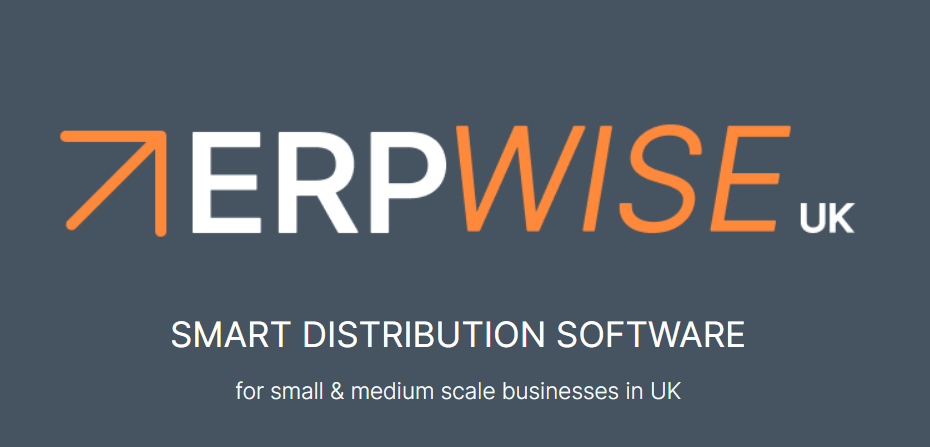 ERPWISE UK
SMART DISTRIBUTION SOFTWARE
for small & medium scale businesses in UK